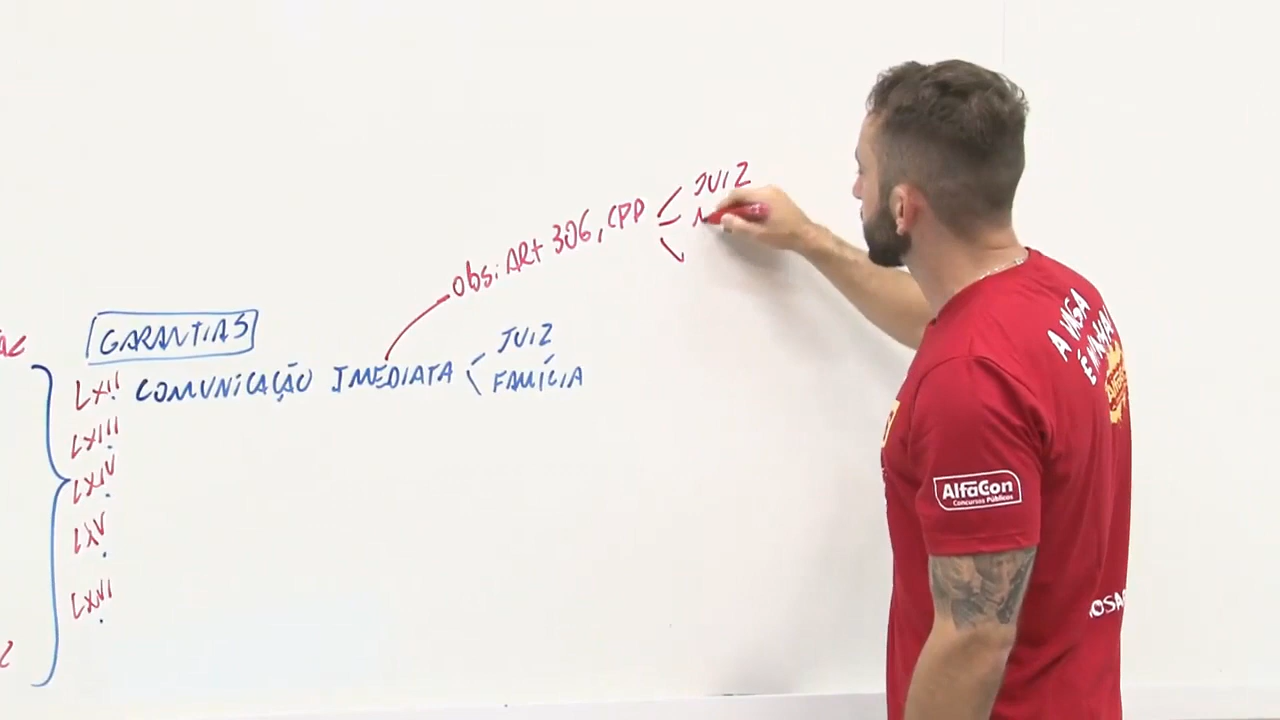 JUIZ
obs: ART 306, CPP
GARANTIAS
JUIZ
LXII COMUNICAÇÃO IMEDIATA
FAMÍLIA
LXIII
LXIV
LXV
LXVI
A VAGA
É MINHA!
AlfaCon
Concursos Públicos